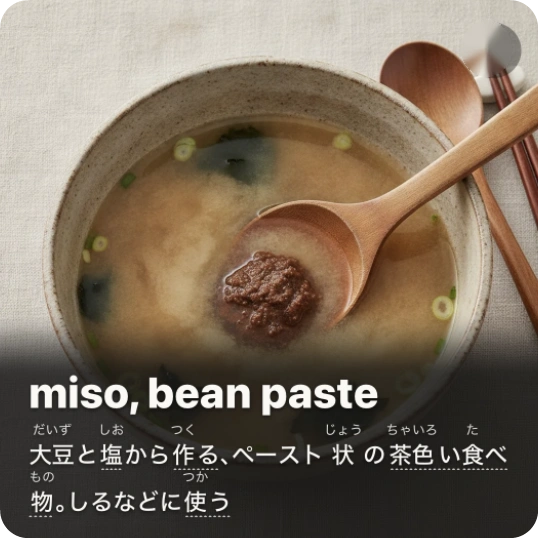 miso, bean paste
だいず しお つく じょう ちゃいろ た
大豆と塩から作る、ペースト状の茶色い食べ
もの つか
物。しるなどに使う